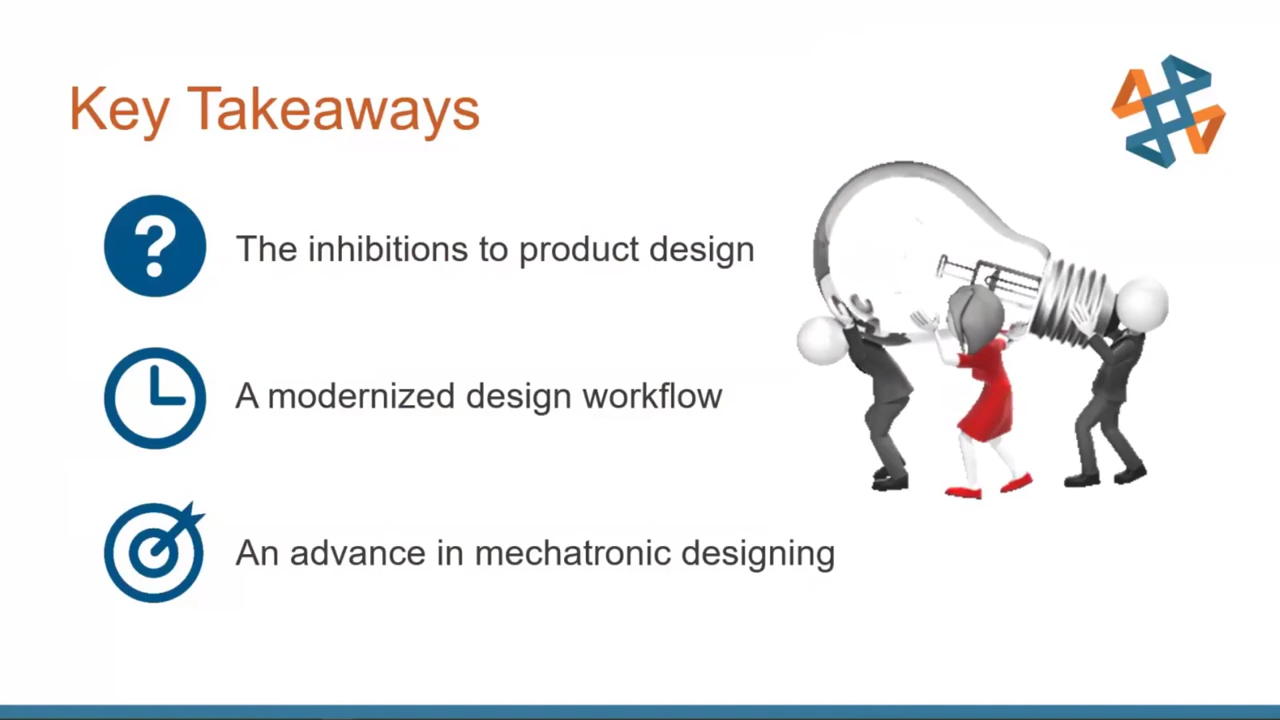 Key Takeaways
The inhibitions to product design
A modernized design workflow
An advance in mechatronic designing